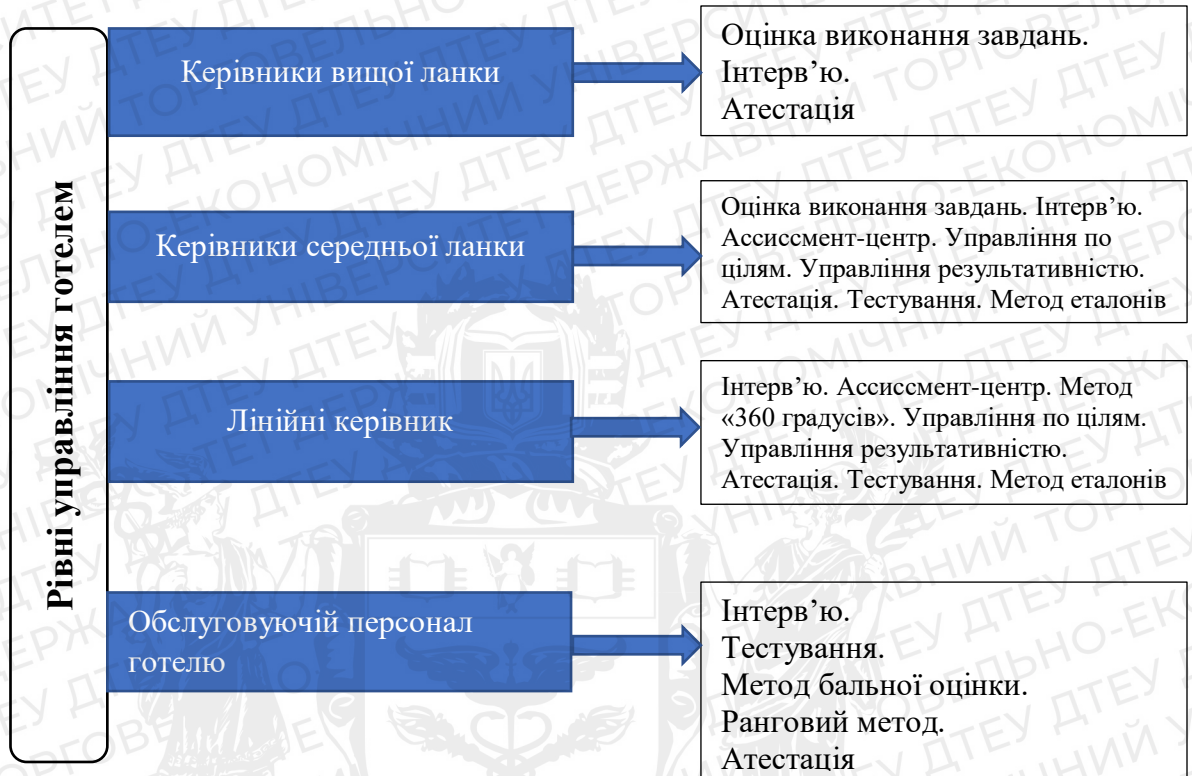 Рівні управління готелем
Керівники вищої ланки
Оцінка виконання завдань.
Інтерв’ю.
Атестація
Керівники середньої ланки
Оцінка виконання завдань. Інтерв’ю.
Ассиссмент-центр. Управління по
цілям. Управління результативністю.
Атестація. Тестування. Метод еталонів
Лінійні керівник
Інтерв’ю. Ассиссмент-центр. Метод
«360 градусів». Управління по цілям.
Управління результативністю.
Атестація. Тестування. Метод еталонів
Обслуговуючій персонал
готелю
Інтерв’ю.
Тестування.
Метод бальної оцінки.
Ранговий метод.
Атестація